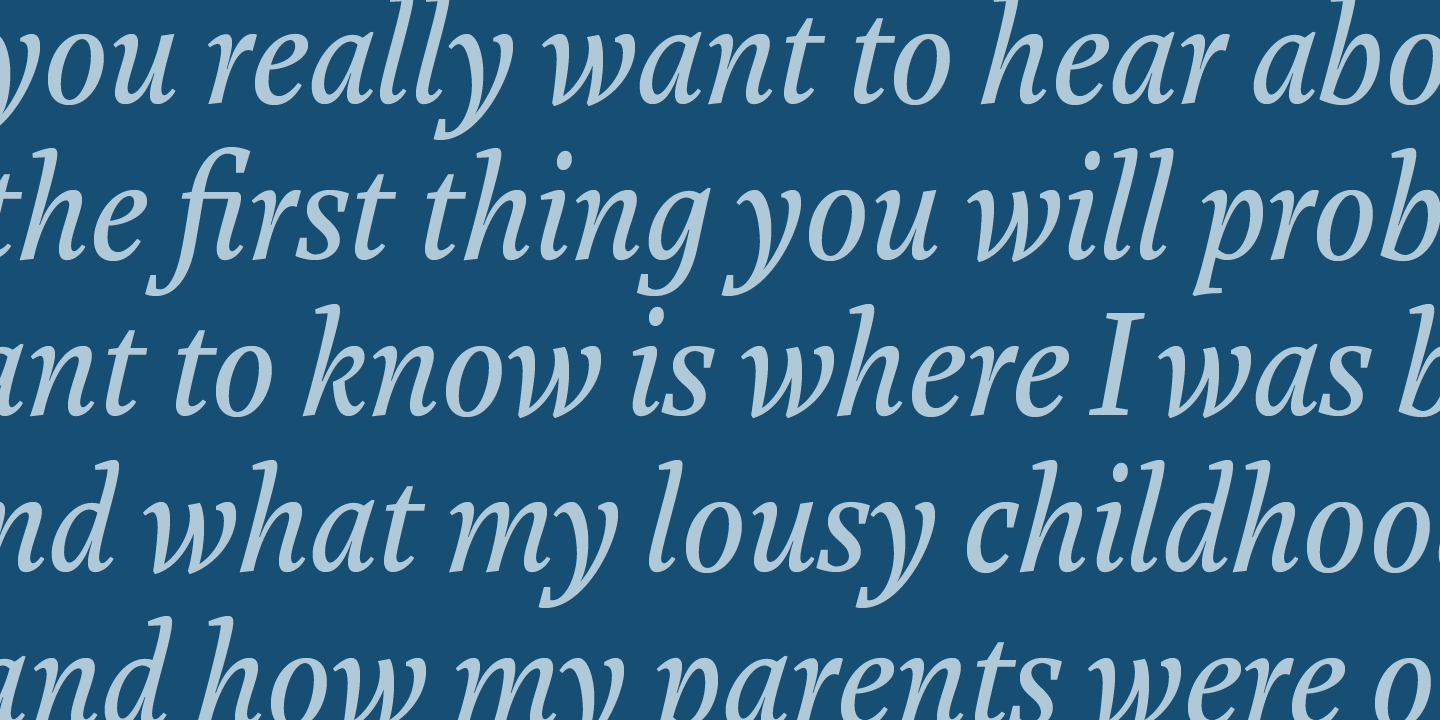 you really want to hear abo
the first thing you will prob
ant to know is where I was b
nd what my lousy childhoo
and how my parents were o